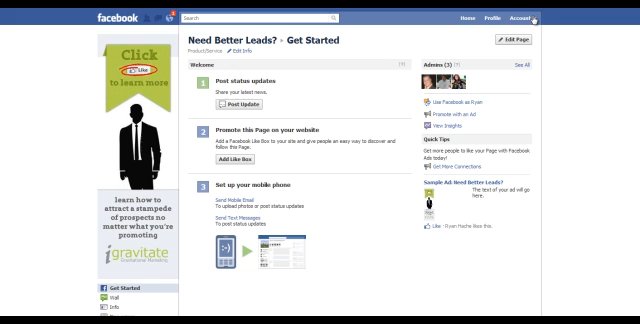 facebook
Search
Home Profile Account
Need Better Leads? › Get Started
Product/Service Edit Info
Edit Page
Click
Like
to learn more
learn how to
attract a stampede
of prospects no
matter what you're
promoting
gravitate
International Marketing
Get Started
Wall
Info
Welcome
1
Post status updates
Share your latest news.
Post Update
2
Promote this Page on your website
Add a Facebook Like Box to your site and give people an easy way to discover and
follow this Page.
Add Like Box
3
Set up your mobile phone
Send Mobile Email
To upload photos or post status updates
Send Text Messages
To post status updates
Admins (3) [?] See All
Use Facebook as Ryan
Promote with an Ad
View Insights
Quick Tips
Get more people to like your Page with Facebook
Ads today!
Get More Connections
Sample Ad: Need Better Leads?
The text of your ad will go
here.
Like · Ryan Hache likes this.